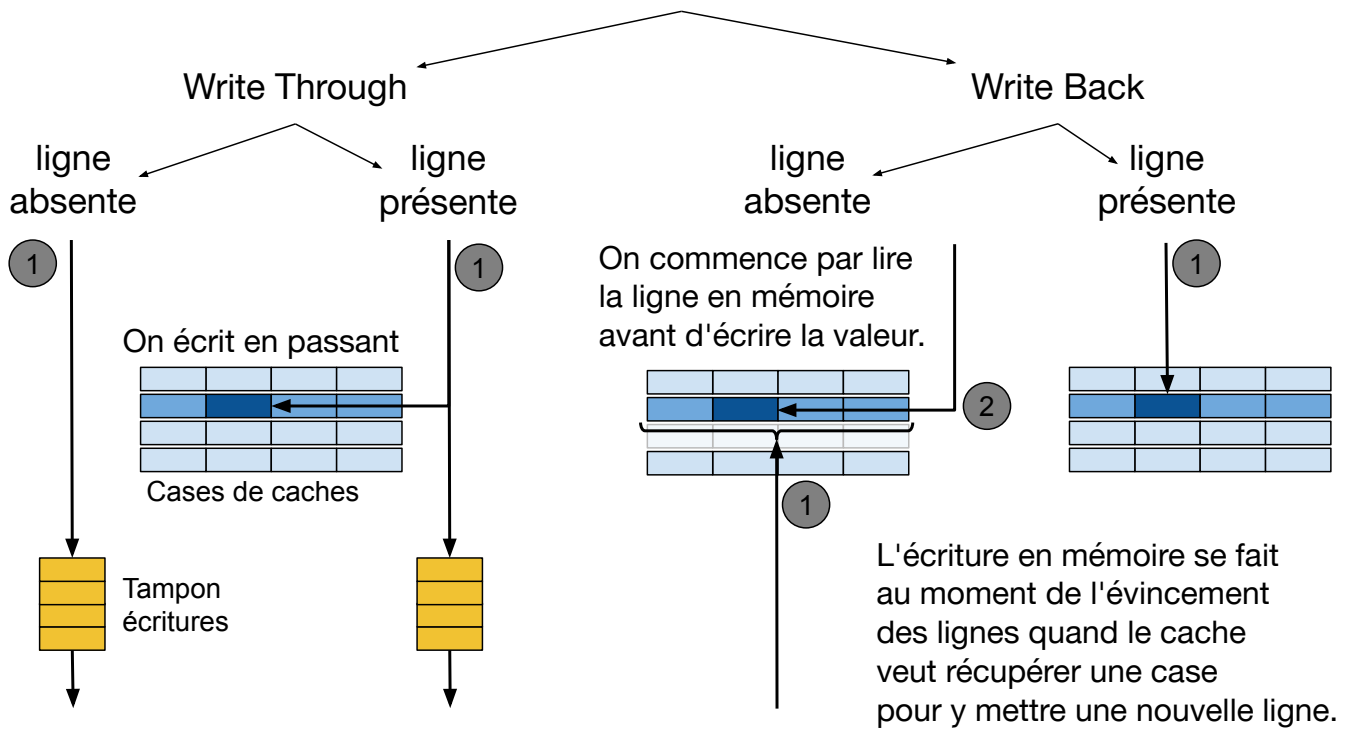 Write Through
Write Back
ligne
absente
ligne
présente
ligne
absente
ligne
présente
1
1
On commence par lire
la ligne en mémoire
avant d'écrire la valeur.
1
On écrit en passant
2
Cases de caches
1
Tampon
écritures
L'écriture en mémoire se fait
au moment de l'évincement
des lignes quand le cache
veut récupérer une case
pour y mettre une nouvelle ligne.